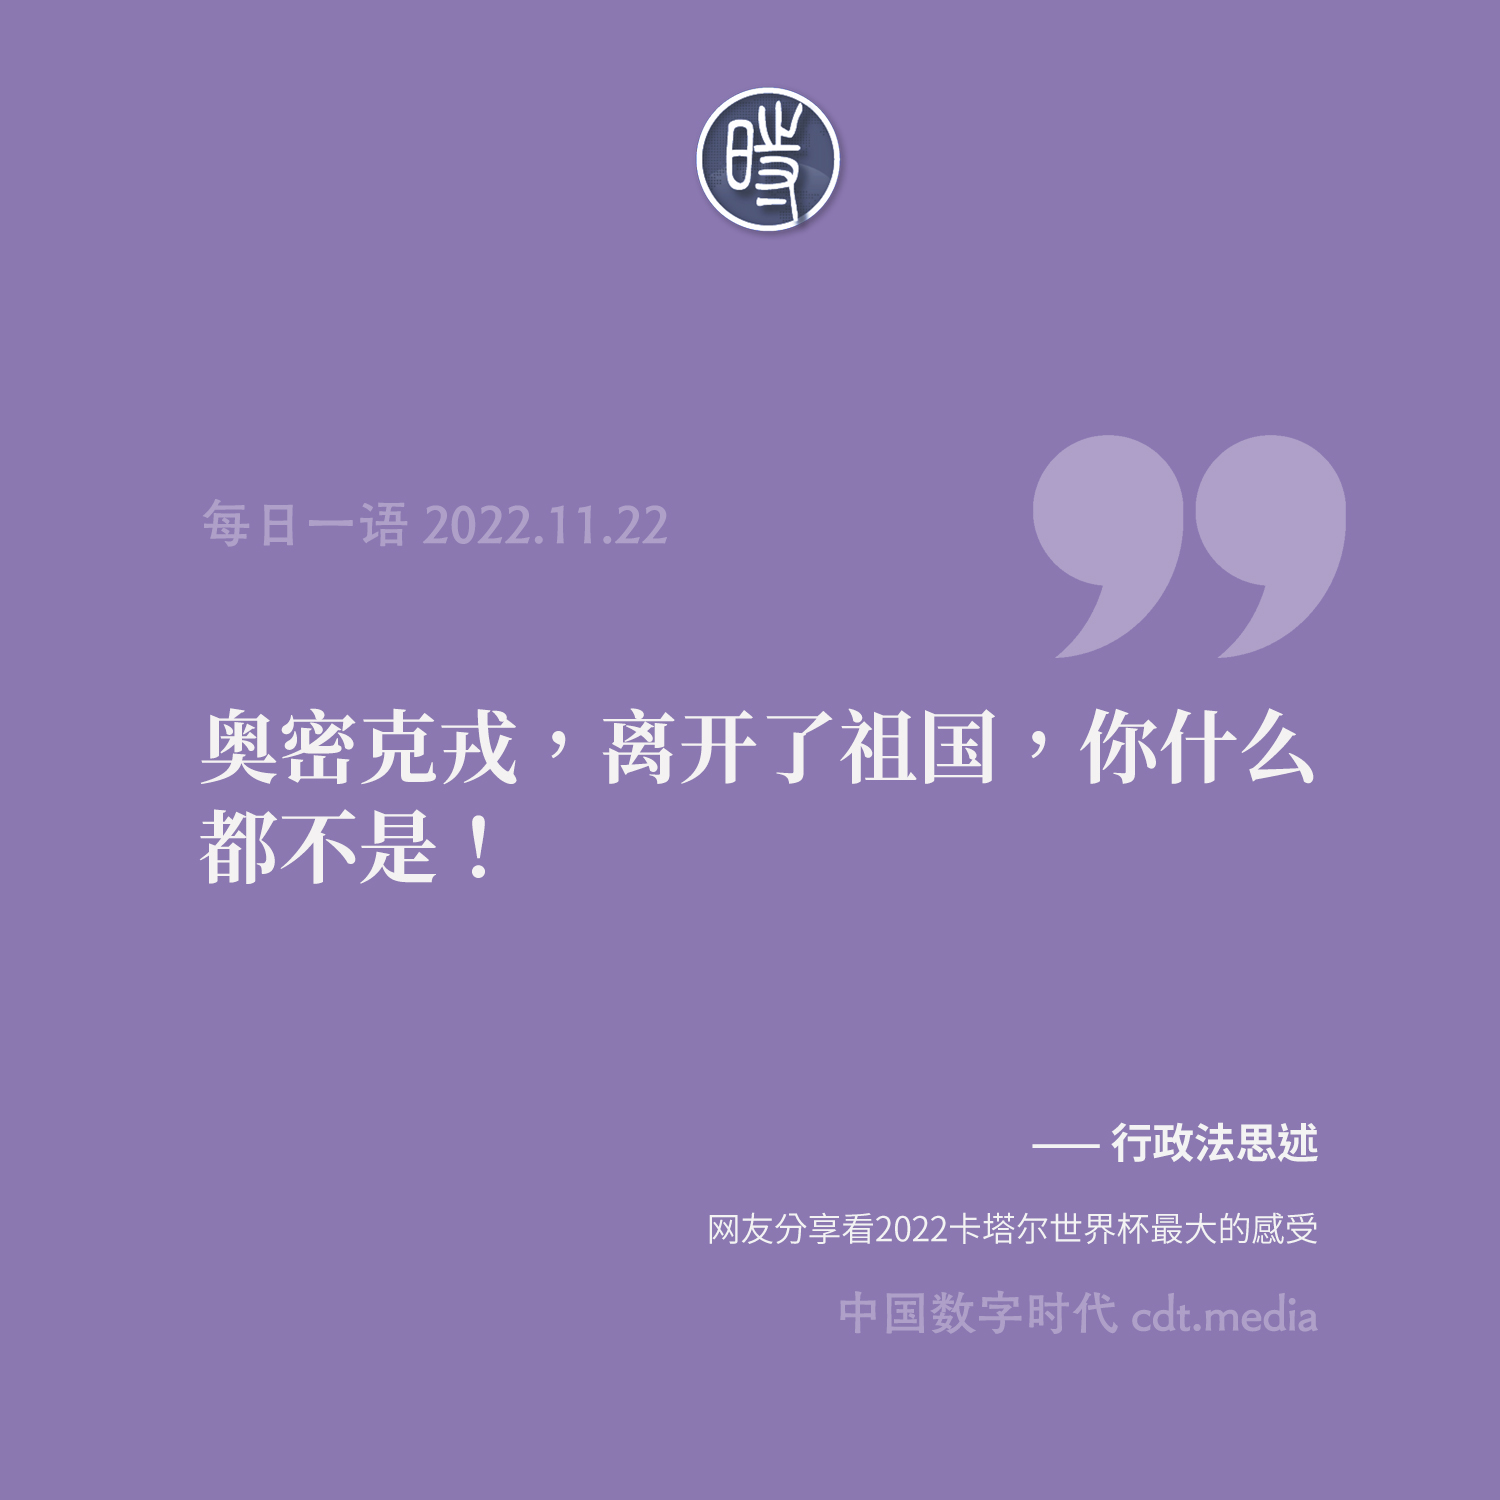 時
每日一语 2022.11.22
奥密克戎，离开了祖国，你什么
都不是！
—— 行政法思述
网友分享看2022卡塔尔世界杯最大的感受
中国数字时代 cdt.media